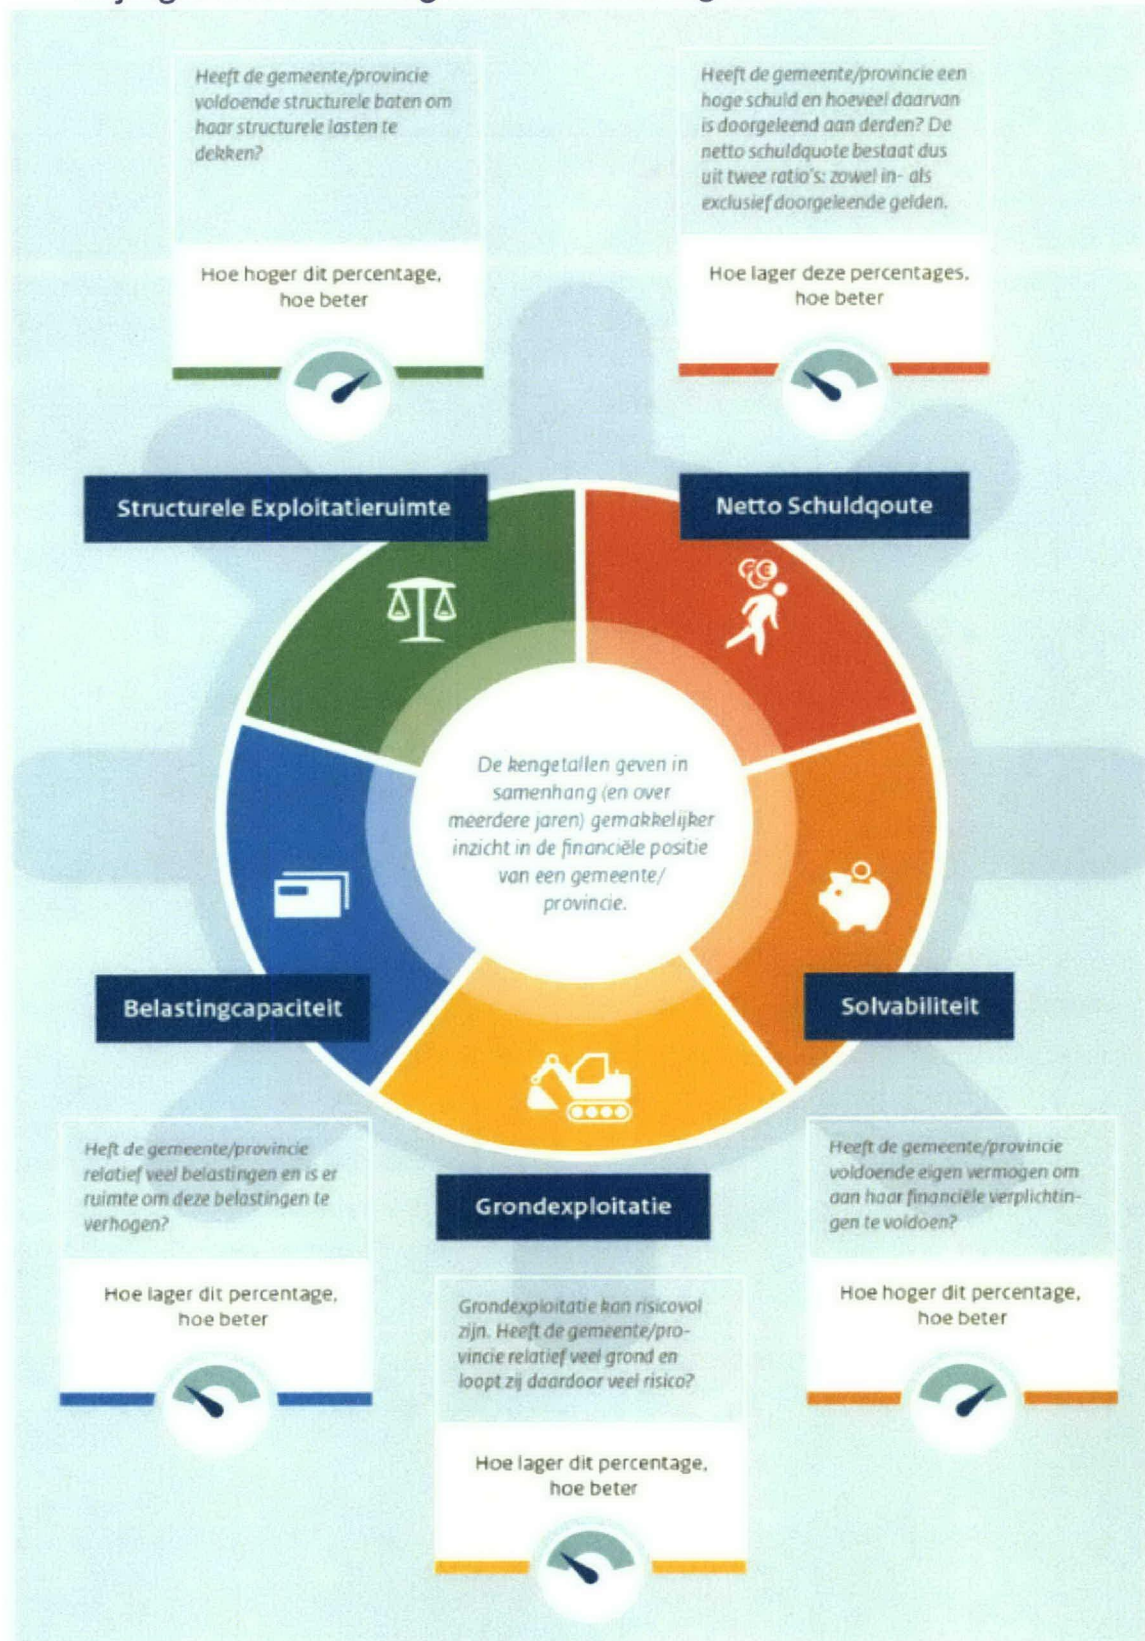 Heeft de gemeente/provincie
voldoende structurele baten om
haar structurele lasten te
dekken?
Hoe hoger dit percentage,
hoe beter
Heeft de gemeente/provincie een
hoge schuld en hoeveel daarvan
is doorgeleend aan derden? De
netto schuldquote bestaat dus
uit twee ratio's: zowel in- als
exclusief doorgeleende gelden.
Hoe lager deze percentages,
hoe beter
Structurele Exploitatieruimte
Netto Schuldqoute
De kengetallen geven in
samenhang (en over
meerdere jaren) gemakkelijker
inzicht in de financiële positie
van een gemeente/
provincie.
Belastingcapaciteit
Solvabiliteit
Heft de gemeente/provincie
relatief veel belastingen en is er
ruimte om deze belastingen te
verhogen?
Hoe lager dit percentage,
hoe beter
Grondexploitatie
Grondexploitatie kan risicovol
zijn. Heeft de gemeente/pro-
vincie relatief veel grond en
loopt zij daardoor veel risico?
Hoe lager dit percentage,
hoe beter
Heeft de gemeente/provincie
voldoende eigen vermogen om
aan haar financiële verplichtin-
gen te voldoen?
Hoe hoger dit percentage,
hoe beter